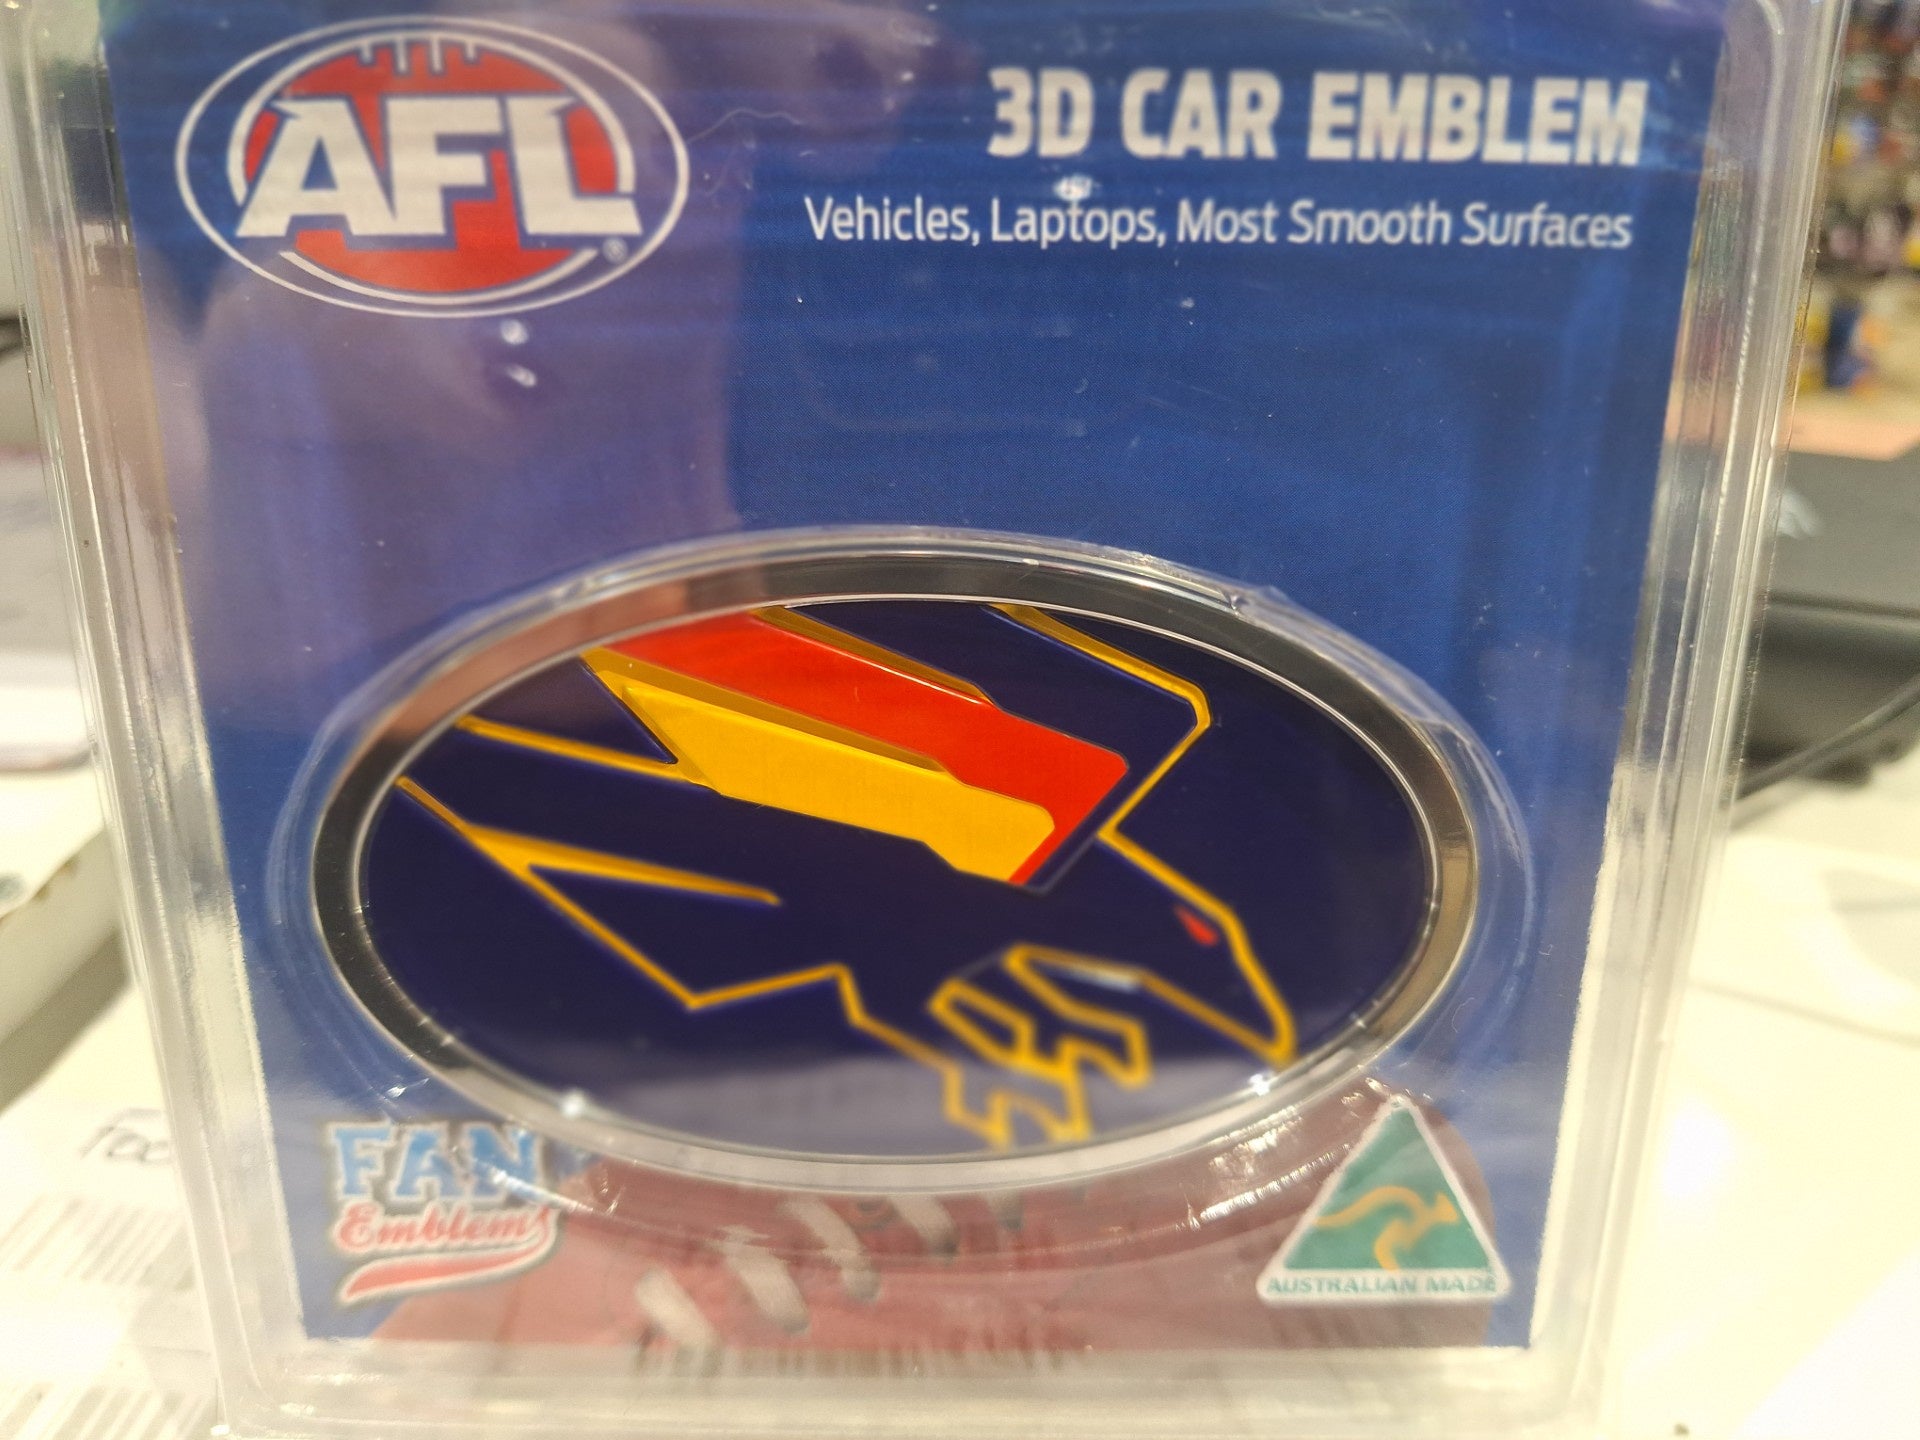 AFL
®
3D CAR EMBLEM
Vehicles, Laptops, Most Smooth Surfaces
FAN
Emblems
AUSTRALIAN MADE